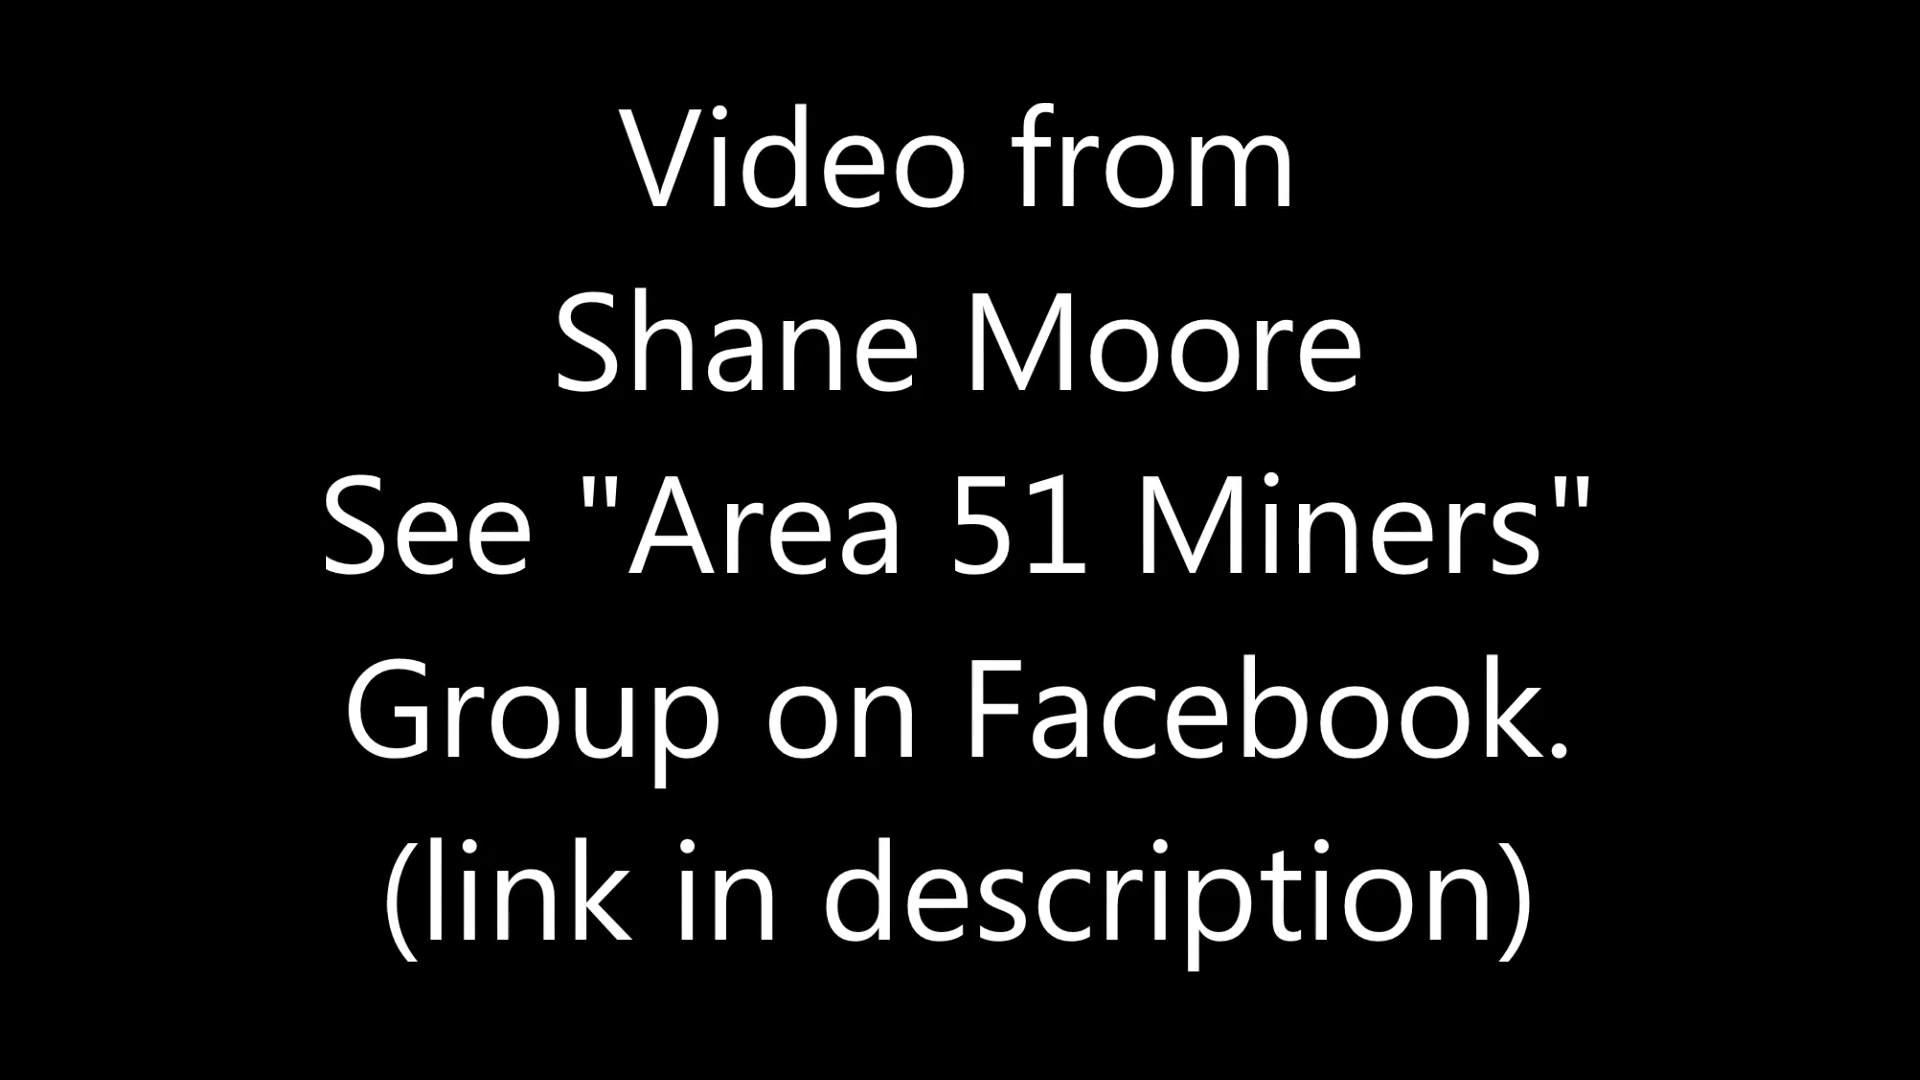 Video from
Shane Moore
See "Area 51 Miners"
Group on Facebook.
(link in description)